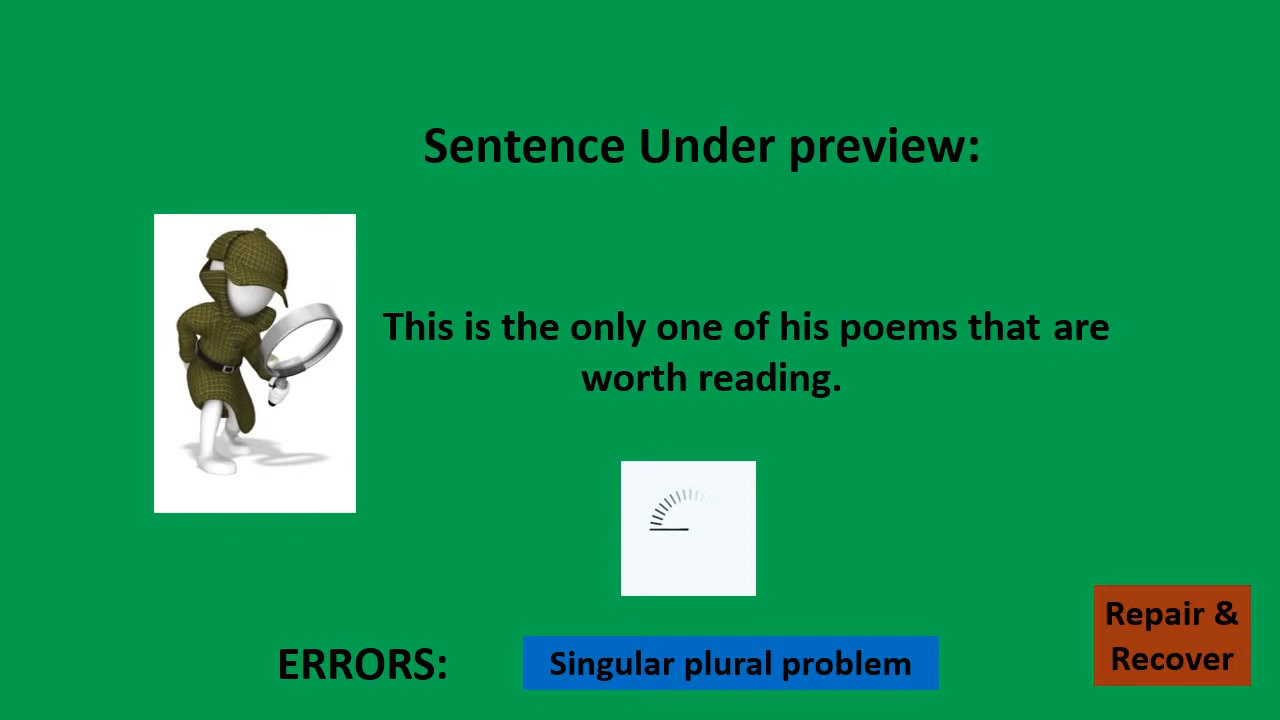 Sentence Under preview:
This is the only one of his poems that are
worth reading.
Repair &
Recover
ERRORS:
Singular plural problem